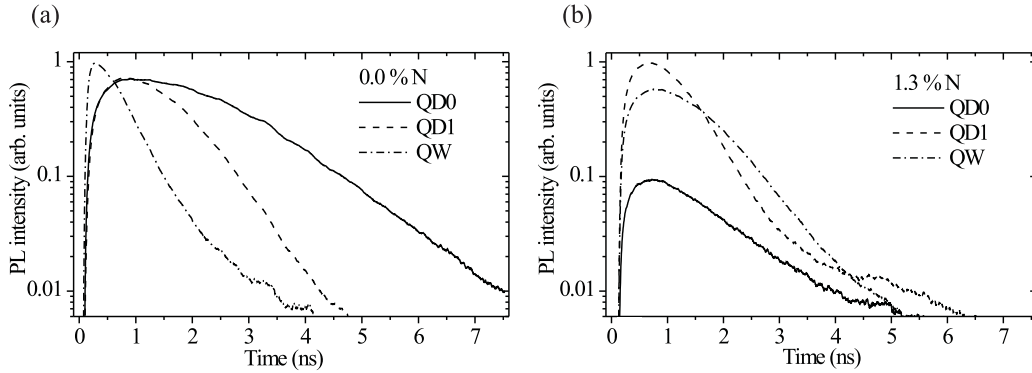 (a)
PL intensity (arb. units)
1
0.1
0.01
0.0 % N
QD0
QD1
QW
0 1 2 3 4 5 6 7
Time (ns)
(b)
PL intensity (arb. units)
1
0.1
0.01
1.3 % N
QD0
QD1
QW
0 1 2 3 4 5 6 7
Time (ns)